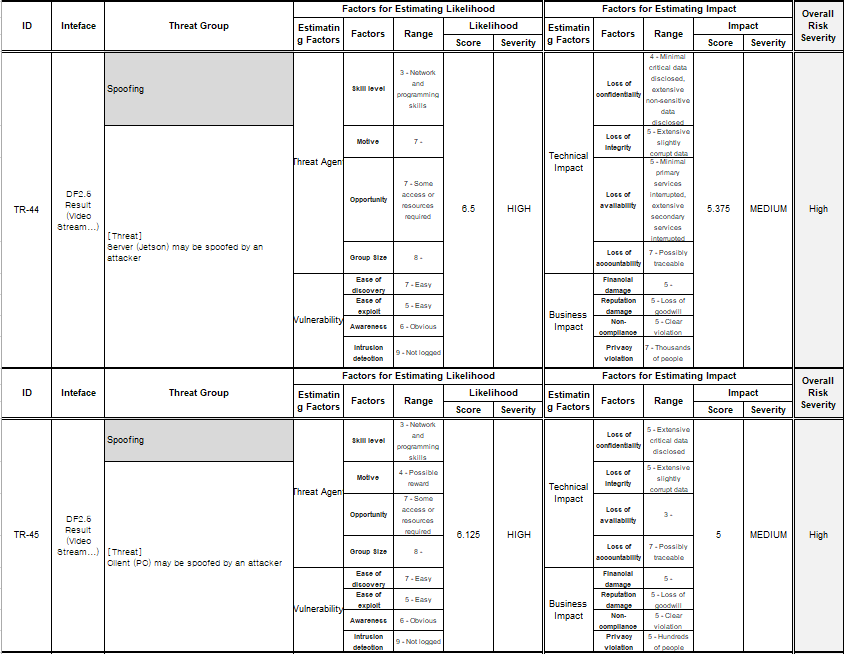 ID
Inteface
Threat Group
Factors for Estimating Likelihood
Factors for Estimating Impact
Overall
Risk
Severity
Estimatin
g Factors
Factors
Range
Likelihood
Score
Severity
Estimatin
g Factors
Factors
Range
Impact
Score
Severity
TR-44
DF2.5
Result
(Video
Stream...)
Spoofing
[Threat]
Server (Jetson) may be spoofed by an
attacker
Threat Agent
Skill level
3 - Network
and
programming
skills
Motive
7 -
Opportunity
7 - Some
access or
resources
required
Group Size
8 -
Vulnerability
Ease of
discovery
7 - Easy
Ease of
exploit
5 - Easy
Awareness
6 - Obvious
Intrusion
detection
9 - Not logged
6.5
HIGH
Technical
Impact
Loss of
confidentiality
4 - Minimal
critical data
disclosed,
extensive
non-sensitive
data
disclosed
Loss of
Integrity
5 - Extensive
slightly
corrupt data
Loss of
availability
5 - Minimal
primary
services
interrupted,
extensive
secondary
services
interrupted
Loss of
accountability
7 - Possibly
traceable
Business
Impact
Financial
damage
5 -
Reputation
damage
5 - Loss of
goodwill
Non-
compliance
5 - Clear
violation
Privacy
violation
7 - Thousands
of people
5.375
MEDIUM
High
ID
Inteface
Threat Group
Factors for Estimating Likelihood
Factors for Estimating Impact
Overall
Risk
Severity
Estimatin
g Factors
Factors
Range
Likelihood
Score
Severity
Estimatin
g Factors
Factors
Range
Impact
Score
Severity
TR-45
DF2.5
Result
(Video
Stream...)
Spoofing
[Threat]
Client (PO) may be spoofed by an attacker
Threat Agent
Skill level
3 - Network
and
programming
skills
Motive
4 - Possible
reward
Opportunity
7 - Some
access or
resources
required
Group Size
8 -
Vulnerability
Ease of
discovery
7 - Easy
Ease of
exploit
5 - Easy
Awareness
6 - Obvious
Intrusion
detection
9 - Not logged
6.125
HIGH
Technical
Impact
Loss of
confidentiality
5 - Extensive
critical data
disclosed
Loss of
Integrity
5 - Extensive
slightly
corrupt data
Loss of
availability
3 -
Loss of
accountability
7 - Possibly
traceable
Business
Impact
Financial
damage
5 -
Reputation
damage
5 - Loss of
goodwill
Non-
compliance
5 - Clear
violation
Privacy
violation
5 - Hundreds
of people
5
MEDIUM
High